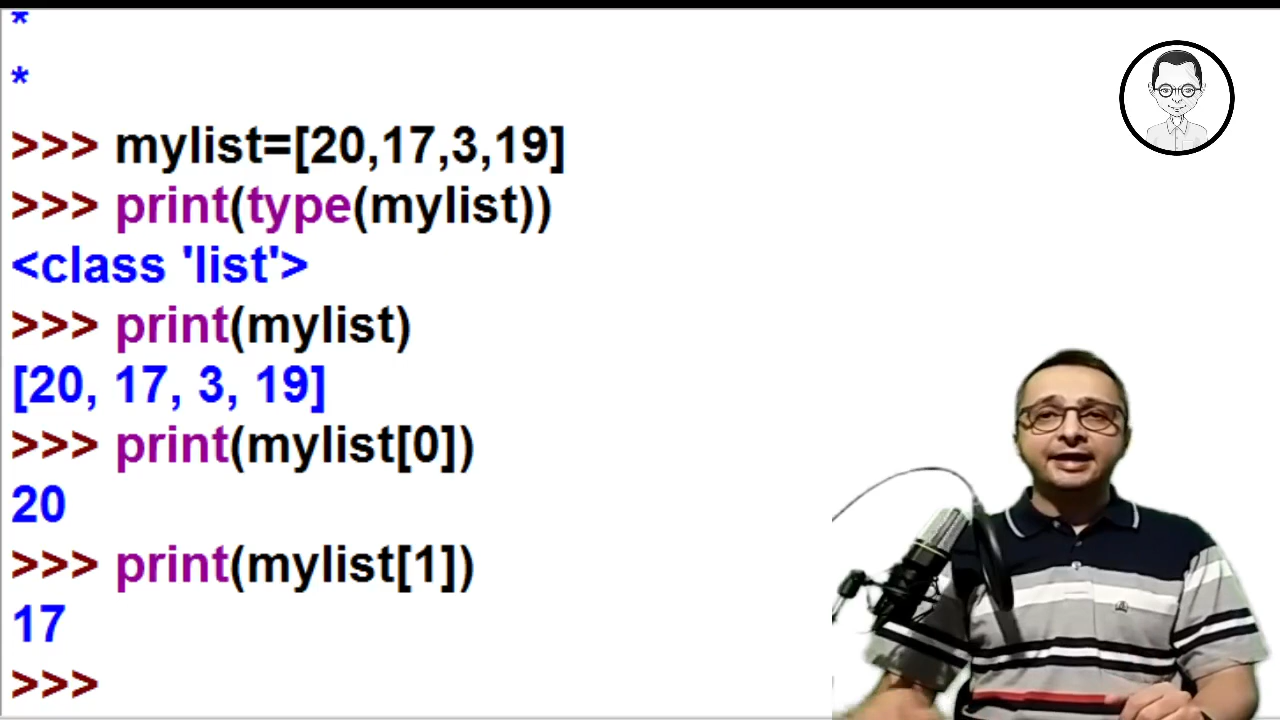 *
*
>>> mylist=[20,17,3,19]
>>> print(type(mylist))
<class 'list'>
>>> print(mylist)
[20, 17, 3, 19]
>>> print(mylist[0])
20
>>> print(mylist[1])
17
>>>